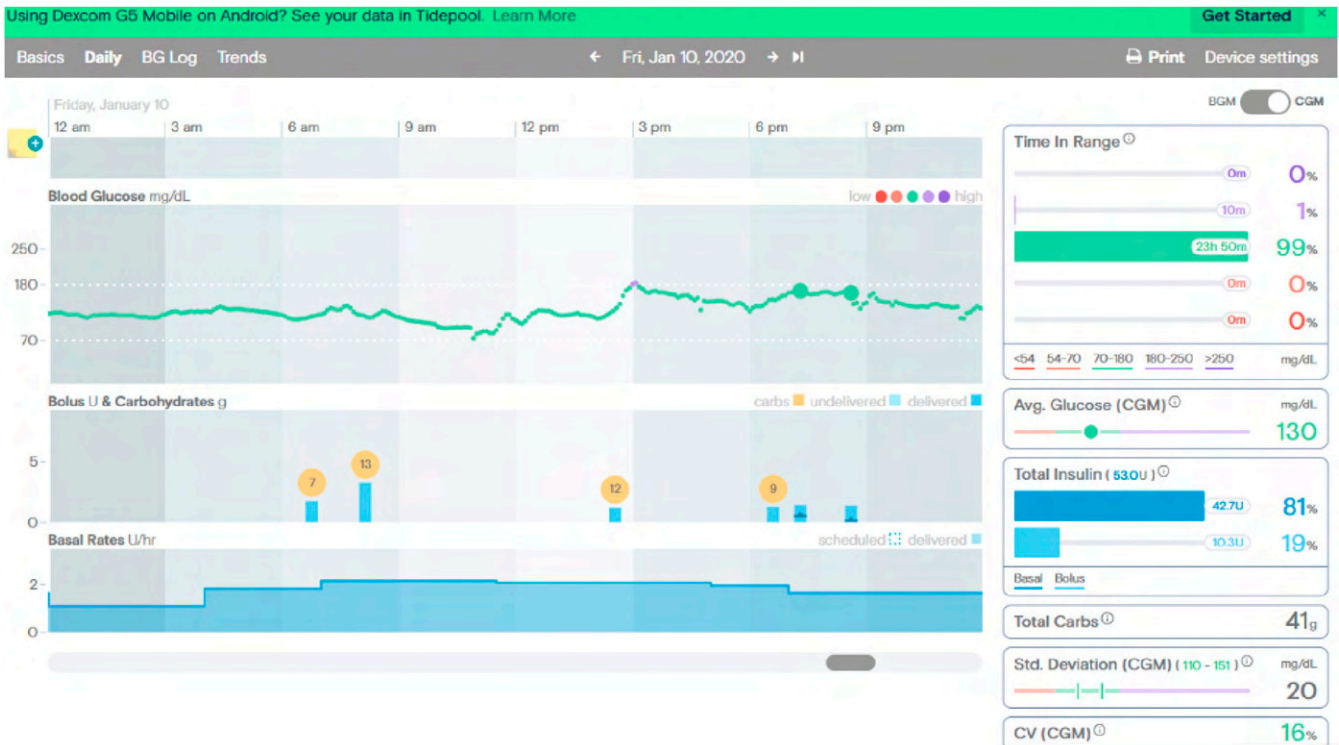 Using Dexcom G5 Mobile on Android? See your data in Tidepool. Learn More Get Started ×
Basics Daily BG Log Trends ← Fri, Jan 10, 2020 → Print Device settings
BGM CGM
Friday, January 10
12 am 3 am 6 am 9 am 12 pm 3 pm 6 pm 9 pm
Blood Glucose mg/dL low high
250
180
70
Bolus U & Carbohydrates g carbs undelivered delivered
5
0
7 13 12 9
Basal Rates U/hr scheduled delivered
2
0
Time In Range
0m 0%
10m 1%
23h 50m 99%
0m 0%
0m 0%
<54 54-70 70-180 180-250 >250 mg/dL
Avg. Glucose (CGM) mg/dL
130
Total Insulin ( 53.0U )
42.7U 81%
10.3U 19%
Basal Bolus
Total Carbs 41g
Std. Deviation (CGM) ( 110 - 151 ) mg/dL
20
CV (CGM) 16%